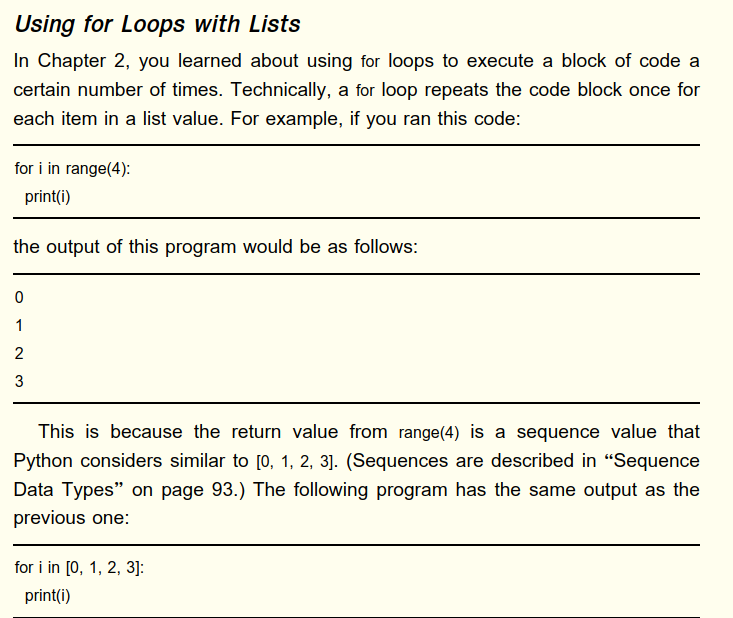 Using for Loops with Lists
In Chapter 2, you learned about using for loops to execute a block of code a
certain number of times. Technically, a for loop repeats the code block once for
each item in a list value. For example, if you ran this code:
for i in range(4):
  print(i)
the output of this program would be as follows:
0
1
2
3
This is because the return value from range(4) is a sequence value that
Python considers similar to [0, 1, 2, 3]. (Sequences are described in “Sequence
Data Types” on page 93.) The following program has the same output as the
previous one:
for i in [0, 1, 2, 3]:
  print(i)